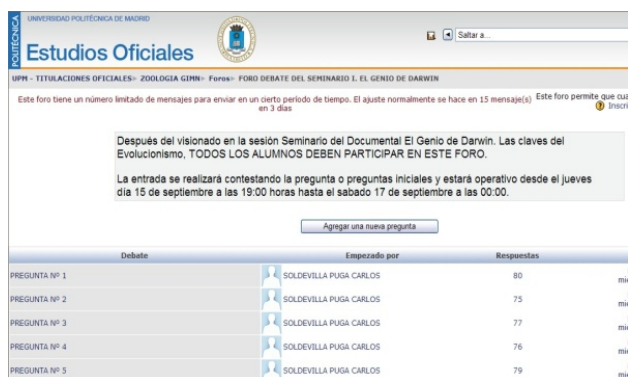 POLITÉCNICA
UNIVERSIDAD POLITÉCNICA DE MADRID
Estudios Oficiales
Saltar a...
UPM - TITULACIONES OFICIALES► ZOOLOGIA GIMN► Foros► FORO DEBATE DEL SEMINARIO I. EL GENIO DE DARWIN
Este foro tiene un número limitado de mensajes para enviar en un cierto período de tiempo. El ajuste normalmente se hace en 15 mensaje(s)
en 3 días
Este foro permite que cua
Inscri
Después del visionado en la sesión Seminario del Documental El Genio de Darwin. Las claves del
Evolucionismo, TODOS LOS ALUMNOS DEBEN PARTICIPAR EN ESTE FORO.
La entrada se realizará contestando la pregunta o preguntas iniciales y estará operativo desde el jueves
día 15 de septiembre a las 19:00 horas hasta el sabado 17 de septiembre a las 00:00.
Agregar una nueva pregunta
Debate Empezado por Respuestas
PREGUNTA Nº 1 SOLDEVILLA PUGA CARLOS 80 mié
PREGUNTA Nº 2 SOLDEVILLA PUGA CARLOS 75 mié
PREGUNTA Nº 3 SOLDEVILLA PUGA CARLOS 77 mié
PREGUNTA Nº 4 SOLDEVILLA PUGA CARLOS 76 mié
PREGUNTA Nº 5 SOLDEVILLA PUGA CARLOS 79 mié